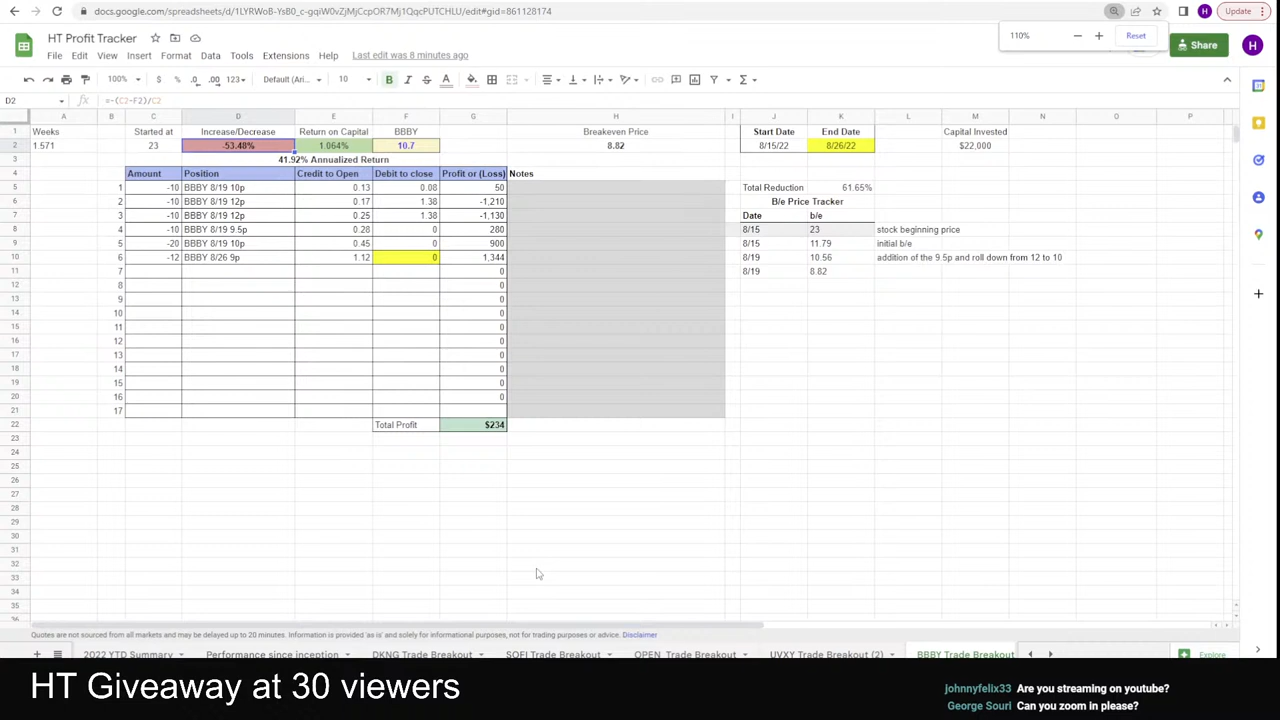 docs.google.com/spreadsheets/d/1LYRWoB-YsB0_c-gqiW0vZjMjCcpOR7Mj1QqcPUTCHLU/edit#gid=861128174
H Update
HT Profit Tracker
110% Reset Share H
File Edit View Insert Format Data Tools Extensions Help Last edit was 8 minutes ago
100% $ % .0 .00 123 Default (Ari... 10 B I S A
D2 fx =-(C2-F2)/C2
A B C D E F G H I J K L M N O P
1 Weeks Started at Increase/Decrease Return on Capital BBBY Breakeven Price Start Date End Date Capital Invested
2 1.571 23 -53.48% 1.064% 10.7 8.82 8/15/22 8/26/22 $22,000
3 41.92% Annualized Return
4 Amount Position Credit to Open Debit to close Profit or (Loss) Notes
5 1 -10 BBBY 8/19 10p 0.13 0.08 50 Total Reduction 61.65%
6 2 -10 BBBY 8/19 12p 0.17 1.38 -1,210 B/e Price Tracker
7 3 -10 BBBY 8/19 12p 0.25 1.38 -1,130 Date b/e
8 4 -10 BBBY 8/19 9.5p 0.28 0 280 8/15 23 stock beginning price
9 5 -20 BBBY 8/19 10p 0.45 0 900 8/15 11.79 initial b/e
10 6 -12 BBBY 8/26 9p 1.12 0 1,344 8/19 10.56 addition of the 9.5p and roll down from 12 to 10
11 7 0 8/19 8.82
12 8 0
13 9 0
14 10 0
15 11 0
16 12 0
17 13 0
18 14 0
19 15 0
20 16 0
21 17 0
22 Total Profit $234
23
24
25
26
27
28
29
30
31
32
33
34
35
Quotes are not sourced from all markets and may be delayed up to 20 minutes. Information is provided 'as is' and solely for informational purposes, not for trading purposes or advice. Disclaimer
2022 YTD Summary Performance since inception DKNG Trade Breakout SOFI Trade Breakout OPEN Trade Breakout UVXY Trade Breakout (2) BBBY Trade Breakout Explore
HT Giveaway at 30 viewers
johnnyfelix33 Are you streaming on youtube?
George Souri Can you zoom in please?